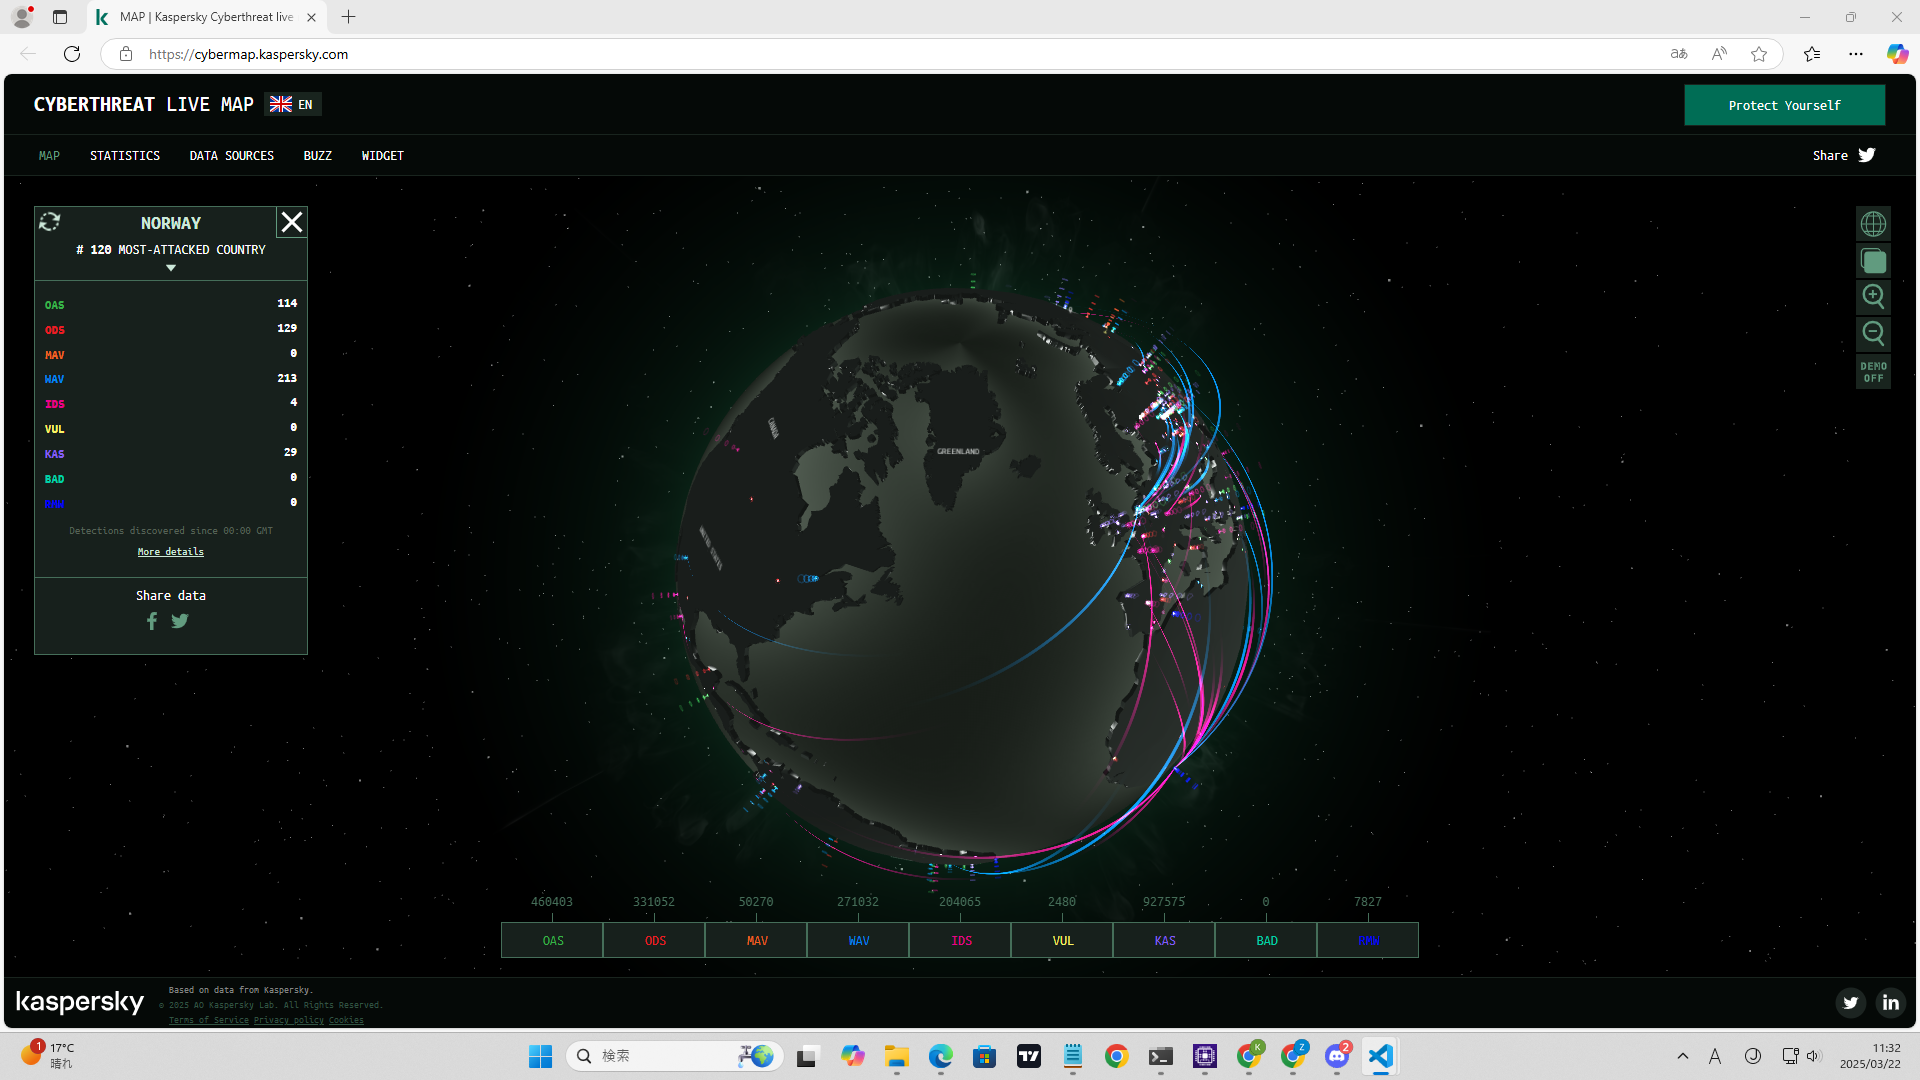 MAP | Kaspersky Cyberthreat live
https://cybermap.kaspersky.com
CYBERTHREAT LIVE MAP
EN
Protect Yourself
MAP
STATISTICS
DATA SOURCES
BUZZ
WIDGET
Share
NORWAY
# 120 MOST-ATTACKED COUNTRY
OAS 114
ODS 129
MAV 0
WAV 213
IDS 4
VUL 0
KAS 29
BAD 0
RMW 0
Detections discovered since 00:00 GMT
More details
Share data
DEMO
OFF
CANADA
GREENLAND
460403
331052
50270
271032
204065
2480
927575
0
7827
OAS
ODS
MAV
WAV
IDS
VUL
KAS
BAD
RMW
kaspersky
Based on data from Kaspersky.
© 2025 AO Kaspersky Lab. All Rights Reserved.
Terms of Service Privacy policy Cookies
1
17°C
晴れ
検索
K
Z
2
A
11:32
2025/03/22